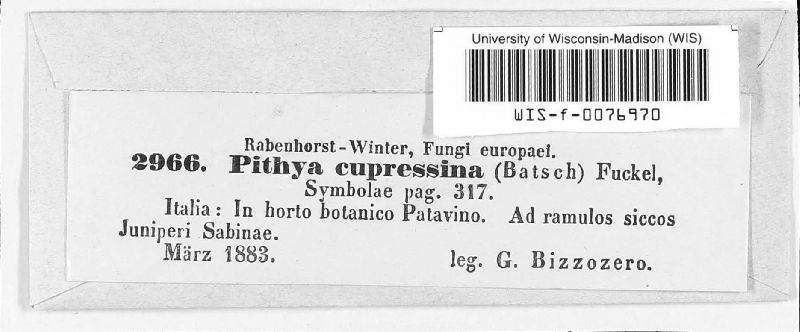 University of Wisconsin-Madison (WIS)
WIS-f-0076970
Rabenhorst-Winter, Fungi europaei.
2966. Pithya cupressina (Batsch) Fuckel,
Symbolae pag. 317.
Italia: In horto botanico Patavino. Ad ramulos siccos
Juniperi Sabinae.
März 1883. leg. G. Bizzozero.